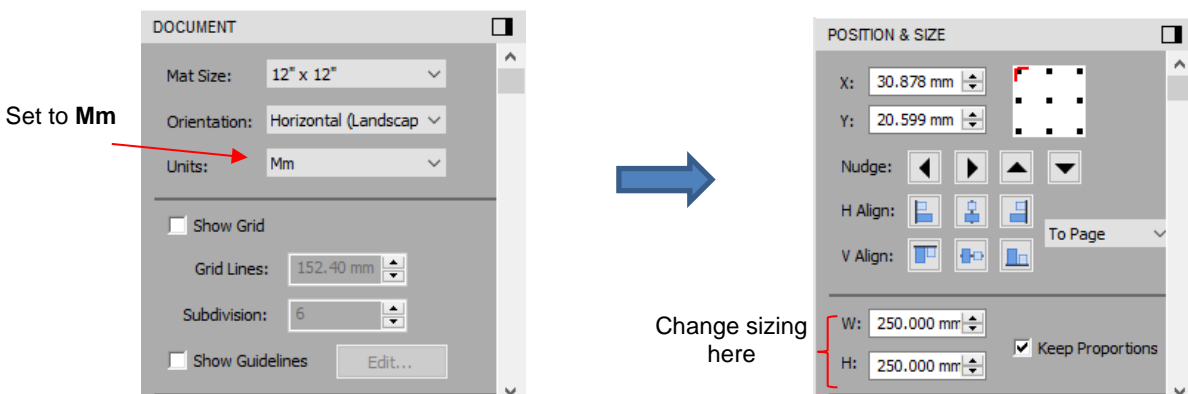 DOCUMENT
Mat Size: 12" x 12"
Set to Mm
Orientation: Horizontal (Landscap
Units: Mm
Show Grid
Grid Lines: 152.40 mm
Subdivision: 6
Show Guidelines Edit...
POSITION & SIZE
X: 30.878 mm
Y: 20.599 mm
Nudge:
H Align:
To Page
V Align:
Change sizing
here
W: 250.000 mm
Keep Proportions
H: 250.000 mm